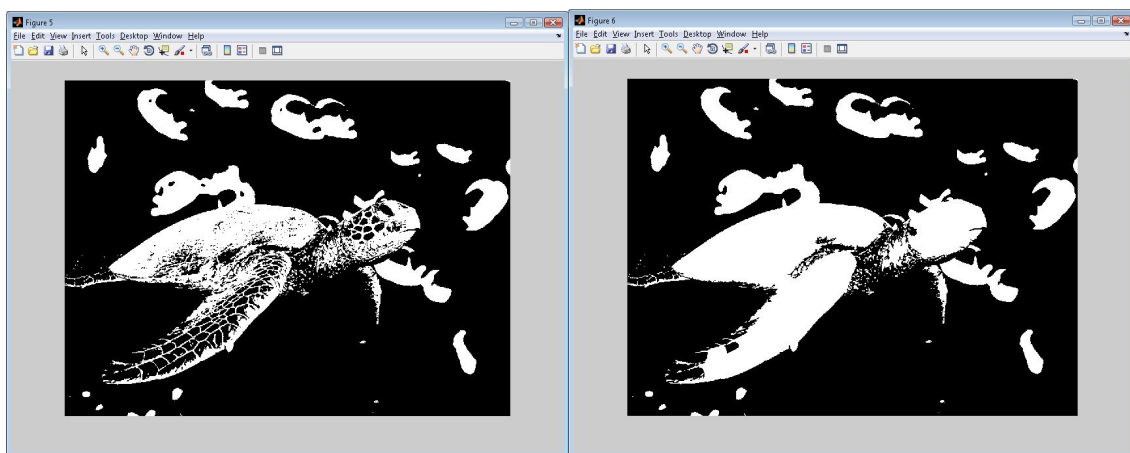 Figure 5
File Edit View Insert Tools Desktop Window Help
Figure 6
File Edit View Insert Tools Desktop Window Help